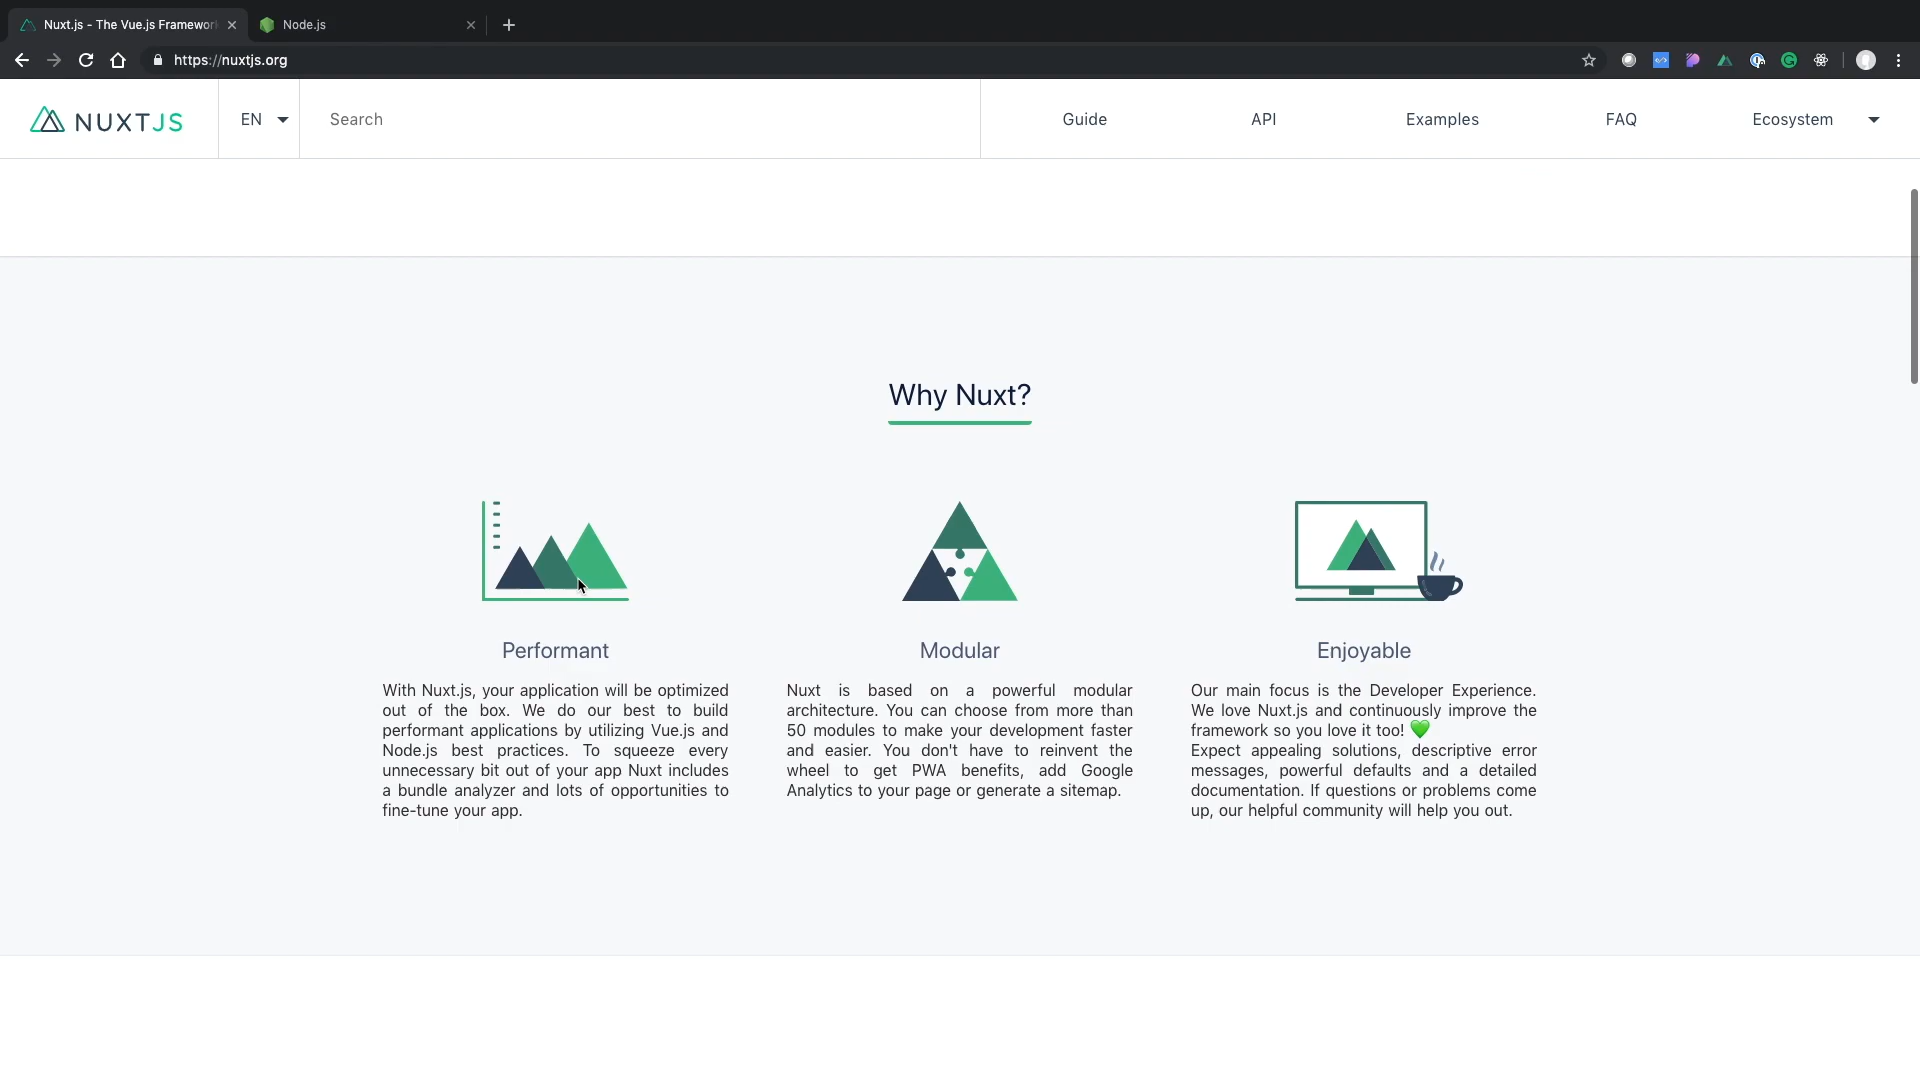 Nuxt.js - The Vue.js Framewor
Node.js
https://nuxtjs.org
NUXTJS
EN
Search
Guide
API
Examples
FAQ
Ecosystem
Why Nuxt?
Performant
With Nuxt.js, your application will be optimized
out of the box. We do our best to build
performant applications by utilizing Vue.js and
Node.js best practices. To squeeze every
unnecessary bit out of your app Nuxt includes
a bundle analyzer and lots of opportunities to
fine-tune your app.
Modular
Nuxt is based on a powerful modular
architecture. You can choose from more than
50 modules to make your development faster
and easier. You don't have to reinvent the
wheel to get PWA benefits, add Google
Analytics to your page or generate a sitemap.
Enjoyable
Our main focus is the Developer Experience.
We love Nuxt.js and continuously improve the
framework so you love it too! 💚
Expect appealing solutions, descriptive error
messages, powerful defaults and a detailed
documentation. If questions or problems come
up, our helpful community will help you out.